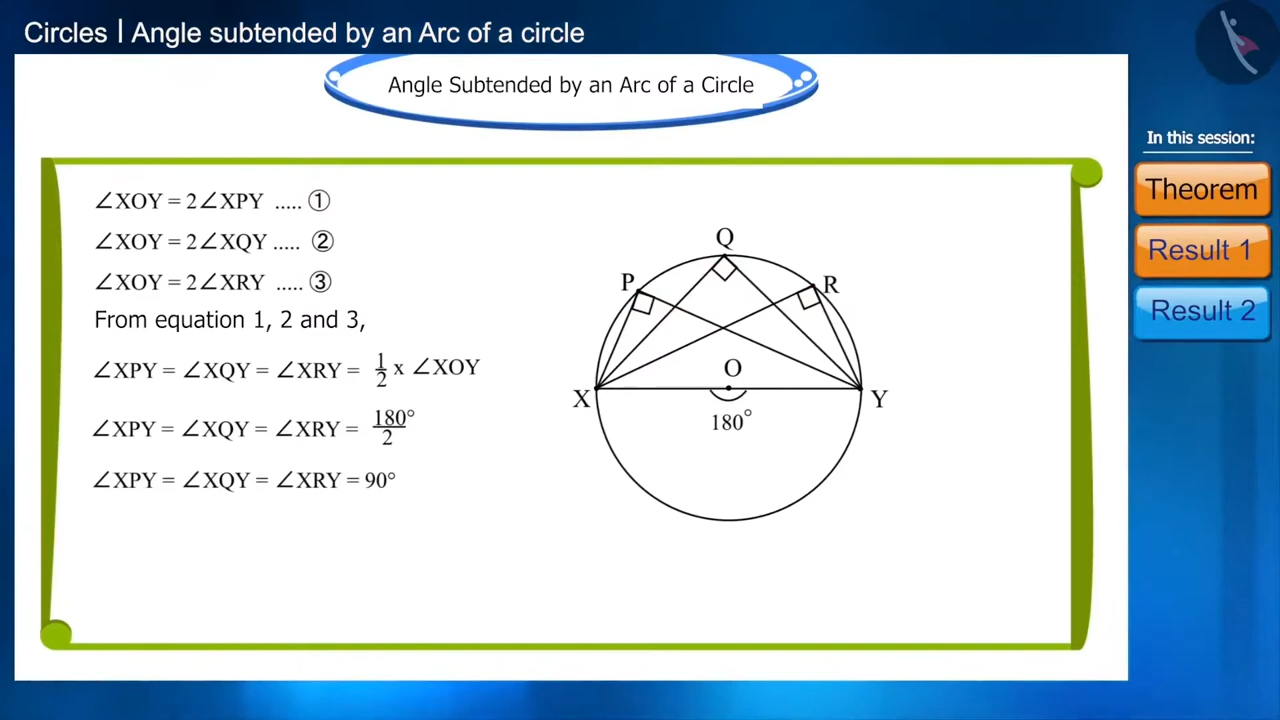 Circles | Angle subtended by an Arc of a circle
Angle Subtended by an Arc of a Circle
In this session:
Theorem
Result 1
Result 2
∠XOY = 2∠XPY ..... ①
∠XOY = 2∠XQY ..... ②
∠XOY = 2∠XRY ..... ③
From equation 1, 2 and 3,
∠XPY = ∠XQY = ∠XRY = 1/2 x ∠XOY
∠XPY = ∠XQY = ∠XRY = 180°/2
∠XPY = ∠XQY = ∠XRY = 90°
Q
P
R
O
X
Y
180°